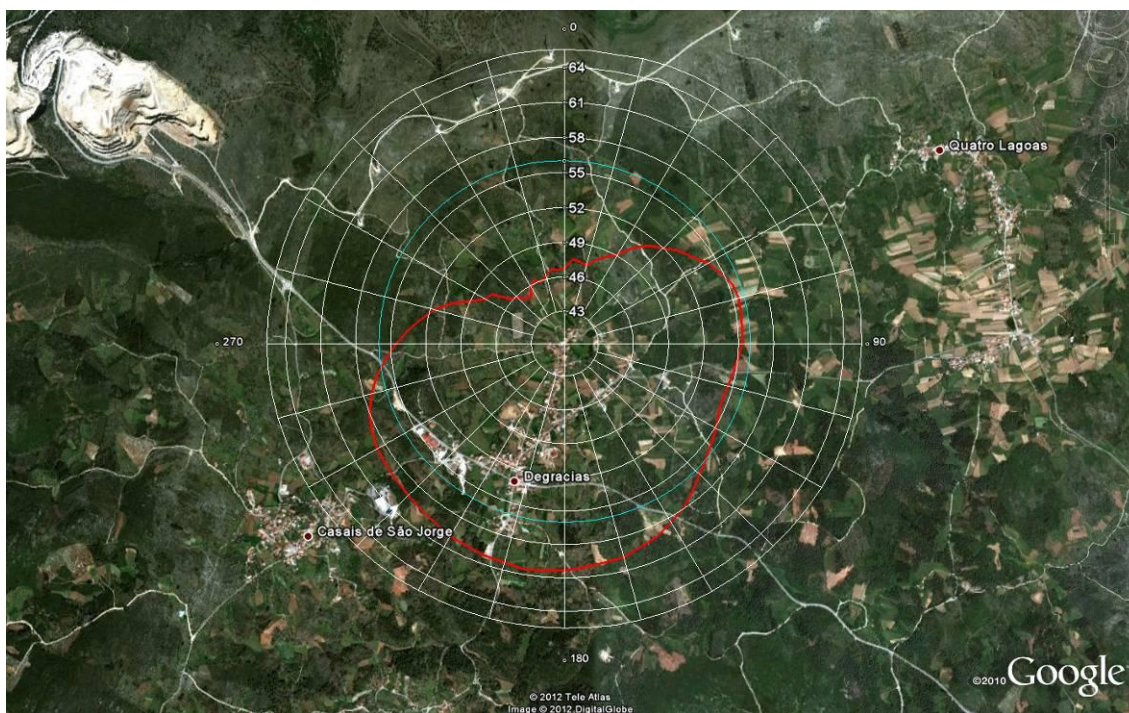 0
64
61
58
55
52
49
46
43
Quatro Lagoas
270
90
Degracias
Casais de São Jorge
180
©2010 Google
© 2012 Tele Atlas
Image © 2012 DigitalGlobe